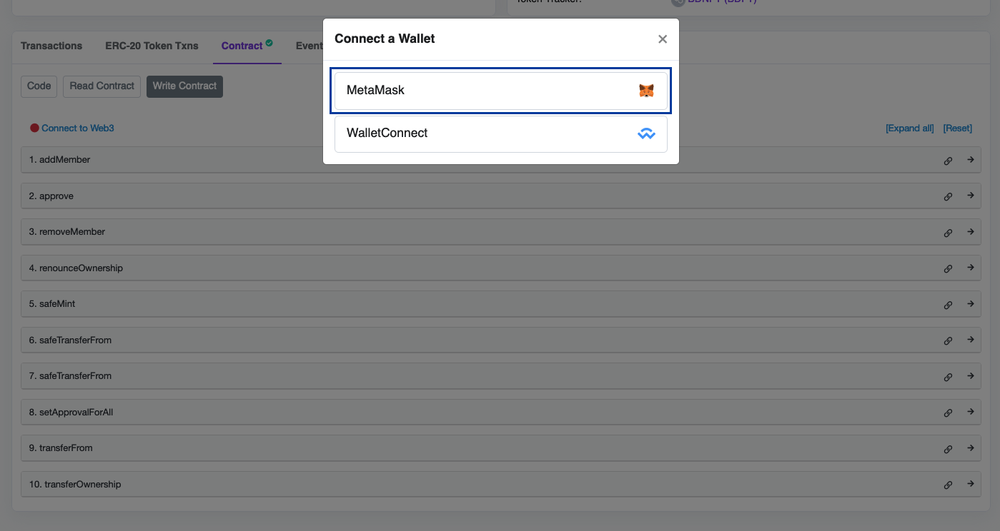 Connect a Wallet
MetaMask
WalletConnect
Transactions ERC-20 Token Txns Contract Event
Code Read Contract Write Contract
Connect to Web3 [Expand all] [Reset]
1. addMember
2. approve
3. removeMember
4. renounceOwnership
5. safeMint
6. safeTransferFrom
7. safeTransferFrom
8. setApprovalForAll
9. transferFrom
10. transferOwnership